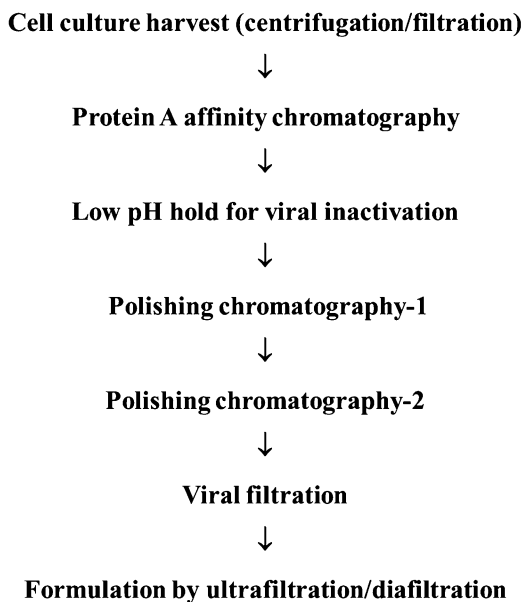 Cell culture harvest (centrifugation/filtration)
↓
Protein A affinity chromatography
↓
Low pH hold for viral inactivation
↓
Polishing chromatography-1
↓
Polishing chromatography-2
↓
Viral filtration
↓
Formulation by ultrafiltration/diafiltration